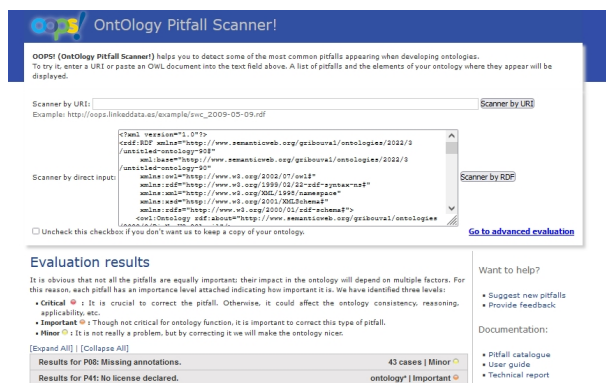 OOPS! OntOlogy Pitfall Scanner!
OOPS! (OntOlogy Pitfall Scanner!) helps you to detect some of the most common pitfalls appearing when developing ontologies.
To try it, enter a URI or paste an OWL document into the text field above. A list of pitfalls and the elements of your ontology where they appear will be
displayed.
Scanner by URI: Scanner by URI
Example: http://oops.linkeddata.es/example/swc_2009-05-09.rdf
<?xml version="1.0"?>
<rdf:RDF xmlns="http://www.semanticweb.org/gribouval/ontologies/2022/3
/untitled-ontology-90#"
xml:base="http://www.semanticweb.org/gribouval/ontologies/2022/3
/untitled-ontology-90"
xmlns:owl="http://www.w3.org/2002/07/owl#"
xmlns:rdf="http://www.w3.org/1999/02/22-rdf-syntax-ns#"
xmlns:xml="http://www.w3.org/XML/1998/namespace"
xmlns:xsd="http://www.w3.org/2001/XMLSchema#"
Scanner by direct input: Scanner by RDF
xmlns:rdfs="http://www.w3.org/2000/01/rdf-schema#">
<owl:Ontology rdf:about="http://www.semanticweb.org/gribouval/ontologies
Uncheck this checkbox if you don't want us to keep a copy of your ontology. Go to advanced evaluation
Evaluation results
It is obvious that not all the pitfalls are equally important; their impact in the ontology will depend on multiple factors. For
this reason, each pitfall has an importance level attached indicating how important it is. We have identified three levels:
• Critical : It is crucial to correct the pitfall. Otherwise, it could affect the ontology consistency, reasoning,
applicability, etc.
• Important : Though not critical for ontology function, it is important to correct this type of pitfall.
• Minor : It is not really a problem, but by correcting it we will make the ontology nicer.
[Expand All] | [Collapse All]
Results for P08: Missing annotations. 43 cases | Minor
Results for P41: No license declared. ontology* | Important
Want to help?
• Suggest new pitfalls
• Provide feedback
Documentation:
• Pitfall catalogue
• User guide
• Technical report